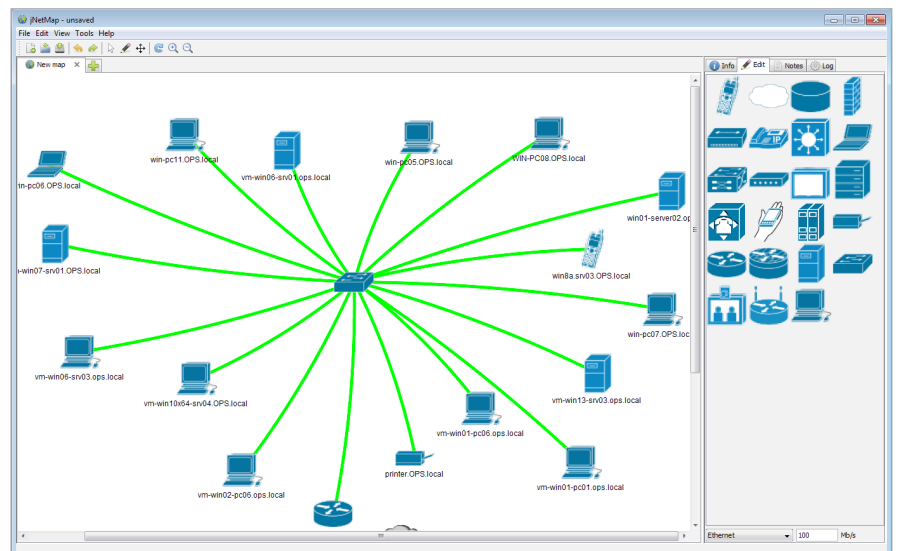 jNetMap - unsaved
File Edit View Tools Help
New map
Info Edit Notes Log
win-pc11.OPS.local
vm-win06-srv01.ops.local
win-pc05.OPS.local
WIN-PC08.OPS.local
in-pc06.OPS.local
win01-server02.op
-win07-srv01.OPS.local
win8a.srv03.OPS.local
win-pc07.OPS.loc
vm-win06-srv03.ops.local
vm-win10x64-srv04.OPS.local
vm-win13-srv03.ops.local
vm-win01-pc06.ops.local
printer.OPS.local
vm-win02-pc06.ops.local
vm-win01-pc01.ops.local
IP
Ethernet 100 Mb/s